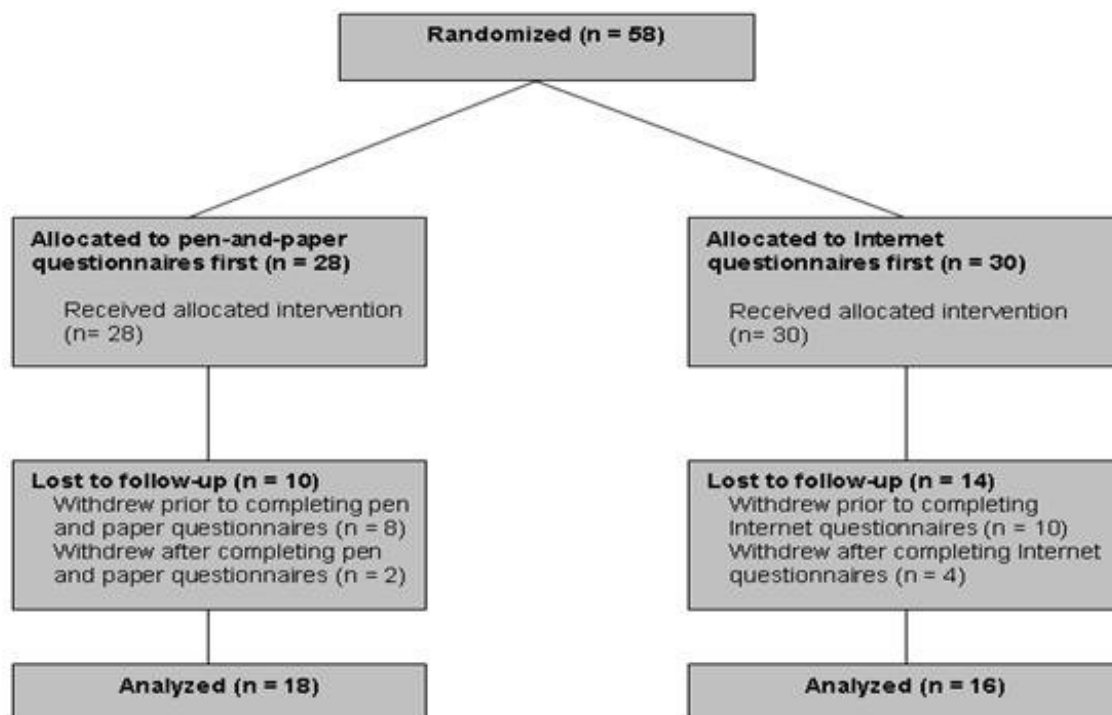 Randomized (n = 58)
Allocated to pen-and-paper
questionnaires first (n = 28)
Received allocated intervention
(n= 28)
Allocated to Internet
questionnaires first (n = 30)
Received allocated intervention
(n= 30)
Lost to follow-up (n = 10)
Withdrew prior to completing pen
and paper questionnaires (n = 8)
Withdrew after completing pen
and paper questionnaires (n = 2)
Lost to follow-up (n = 14)
Withdrew prior to completing
Internet questionnaires (n = 10)
Withdrew after completing Internet
questionnaires (n = 4)
Analyzed (n = 18)
Analyzed (n = 16)